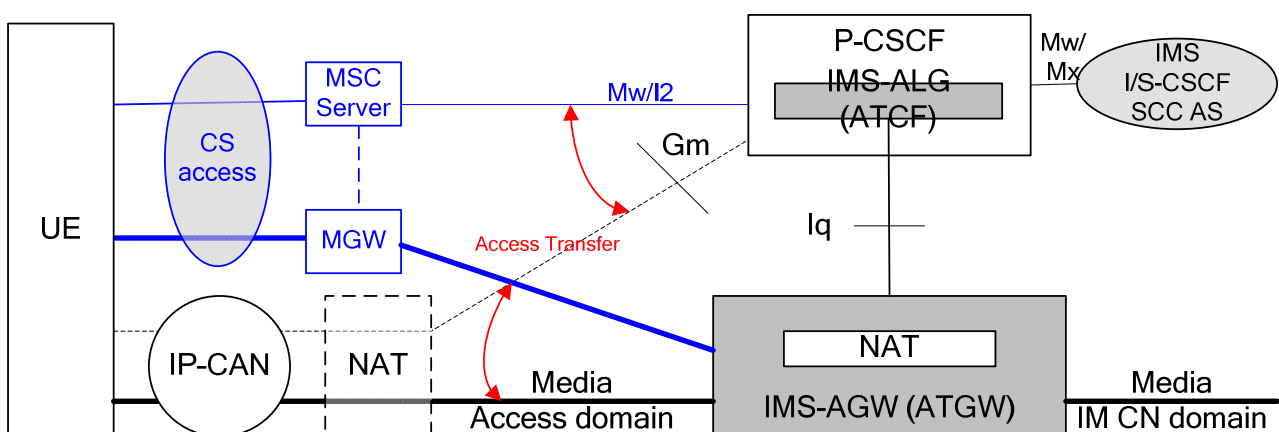 UE
CS
access
MSC
Server
MGW
IP-CAN
NAT
Mw/I2
Gm
Access Transfer
Media
Access domain
P-CSCF
IMS-ALG
(ATCF)
Mw/
Mx
IMS
I/S-CSCF
SCC AS
Iq
NAT
IMS-AGW (ATGW)
Media
IM CN domain